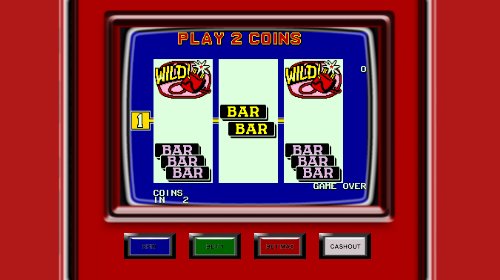 PLAY 2 COINS
WILD! WILD!
0
BAR
BAR
1
BAR BAR
BAR BAR
BAR BAR
GAME OVER
COINS
IN 2
CASHOUT